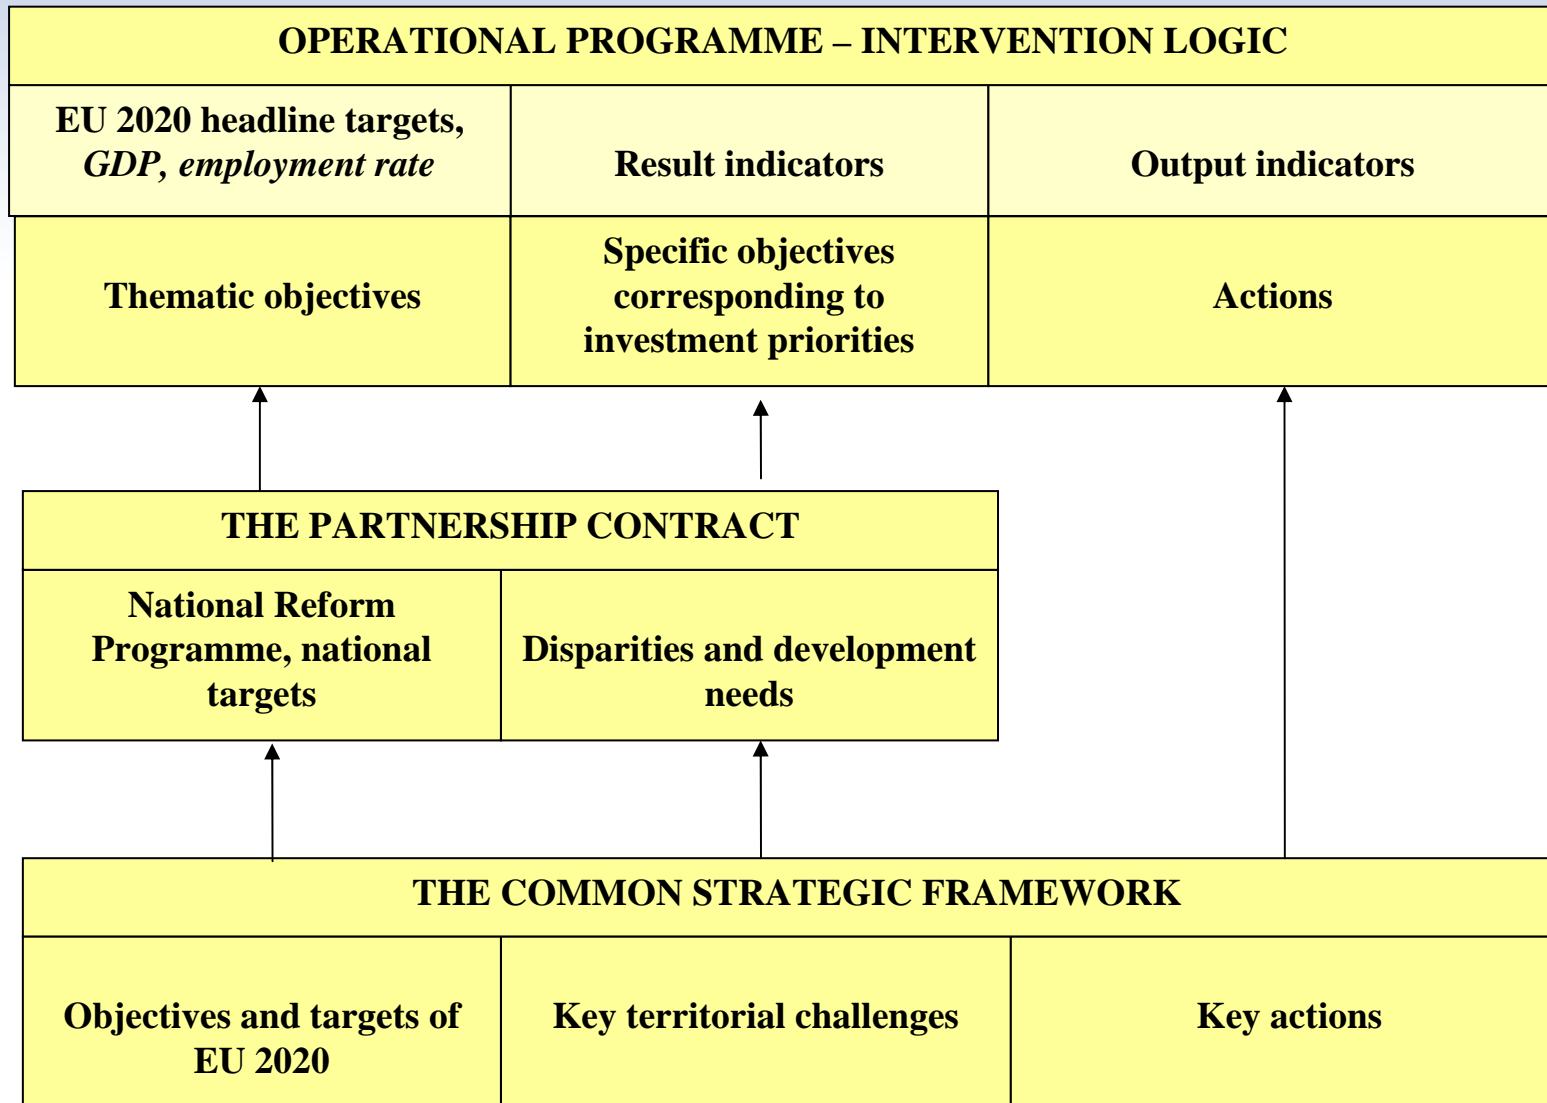 OPERATIONAL PROGRAMME – INTERVENTION LOGIC
EU 2020 headline targets,
GDP, employment rate
Result indicators
Output indicators
Thematic objectives
Specific objectives
corresponding to
investment priorities
Actions
THE PARTNERSHIP CONTRACT
National Reform
Programme, national
targets
Disparities and development
needs
THE COMMON STRATEGIC FRAMEWORK
Objectives and targets of
EU 2020
Key territorial challenges
Key actions